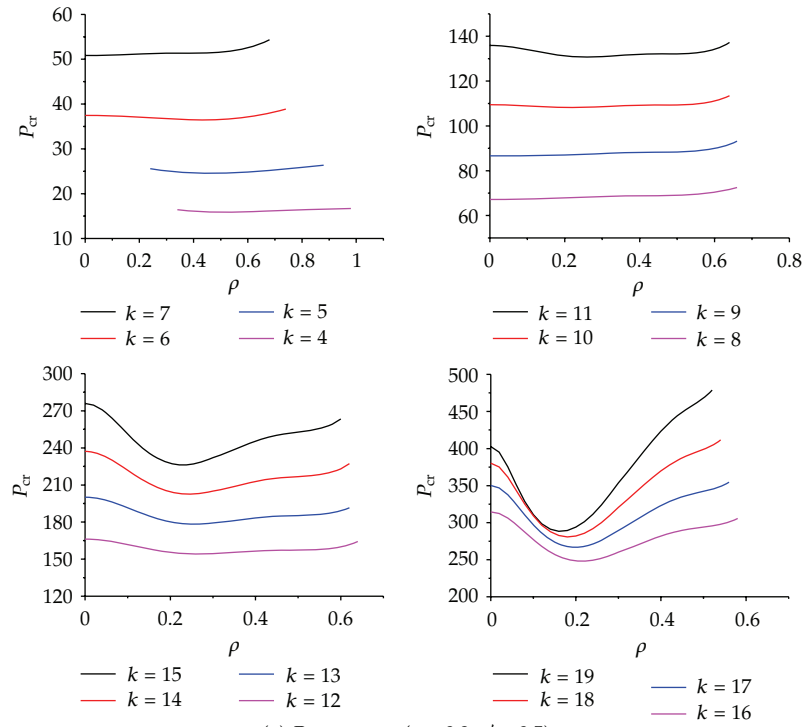 60
50
40
30
20
10
P_cr
0 0.2 0.4 0.6 0.8 1
ρ
k = 7 k = 5
k = 6 k = 4
140
120
100
80
60
P_cr
0 0.2 0.4 0.6 0.8
ρ
k = 11 k = 9
k = 10 k = 8
300
270
240
210
180
150
120
P_cr
0 0.2 0.4 0.6
ρ
k = 15 k = 13
k = 14 k = 12
500
450
400
350
300
250
200
P_cr
0 0.2 0.4 0.6
ρ
k = 19 k = 17
k = 18 k = 16